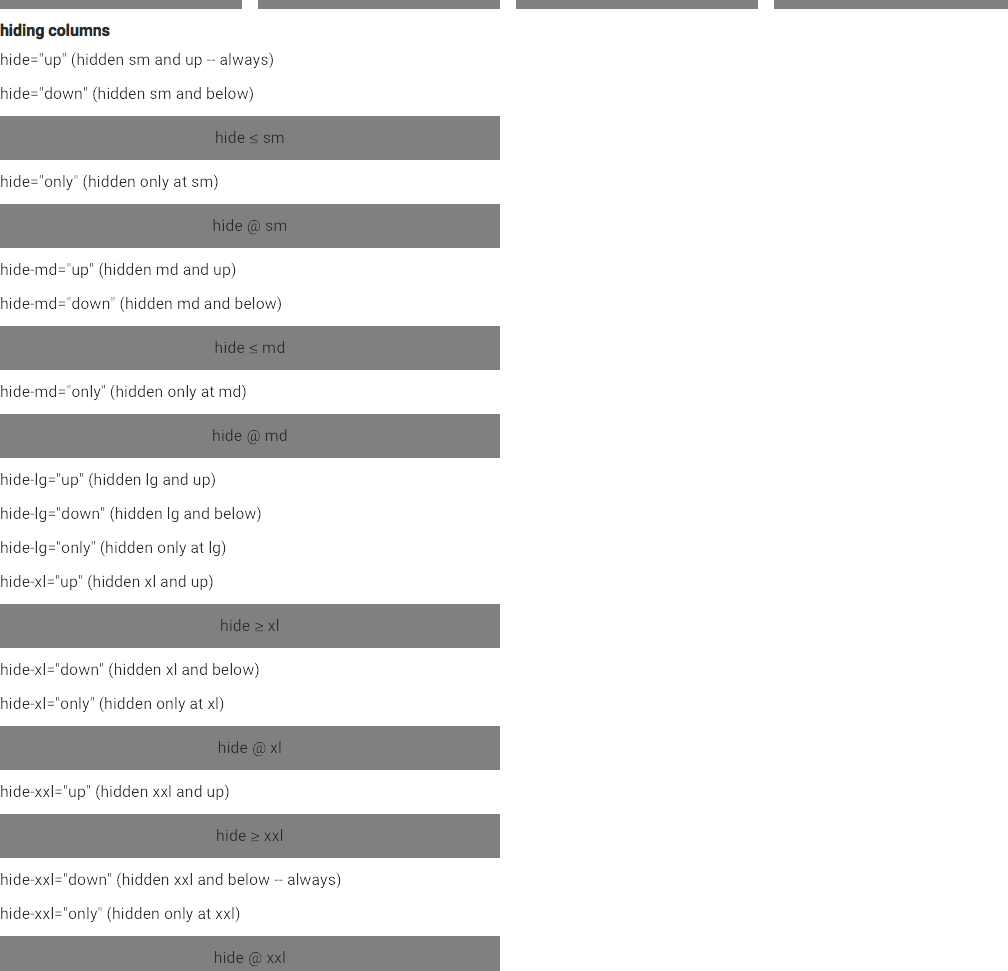 hiding columns
hide="up" (hidden sm and up -- always)
hide="down" (hidden sm and below)
hide ≤ sm
hide="only" (hidden only at sm)
hide @ sm
hide-md="up" (hidden md and up)
hide-md="down" (hidden md and below)
hide ≤ md
hide-md="only" (hidden only at md)
hide @ md
hide-lg="up" (hidden lg and up)
hide-lg="down" (hidden lg and below)
hide-lg="only" (hidden only at lg)
hide-xl="up" (hidden xl and up)
hide ≥ xl
hide-xl="down" (hidden xl and below)
hide-xl="only" (hidden only at xl)
hide @ xl
hide-xxl="up" (hidden xxl and up)
hide ≥ xxl
hide-xxl="down" (hidden xxl and below -- always)
hide-xxl="only" (hidden only at xxl)
hide @ xxl